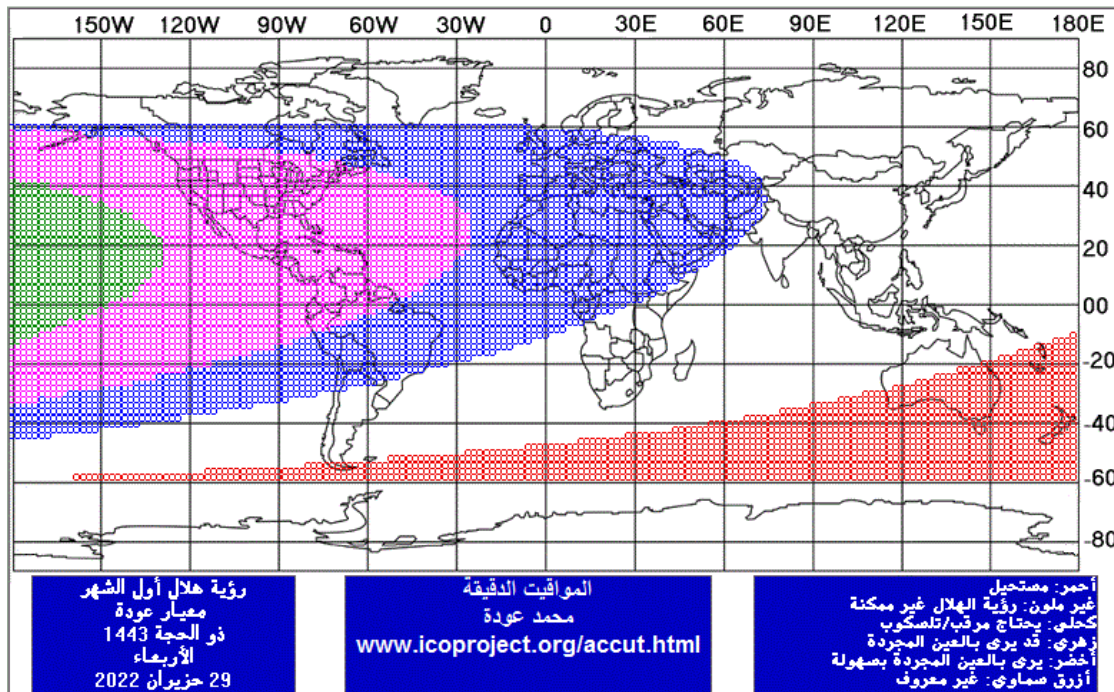 150W 120W 90W 60W 30W 0 30E 60E 90E 120E 150E 180E
80
60
40
20
00
-20
-40
-60
-80
رؤية هلال أول الشهر
معيار عودة
ذو الحجة 1443
الأربعاء
29 حزيران 2022
المواقيت الدقيقة
محمد عودة
www.icoproject.org/accut.html
أحمر: مستحيل
غير ملون: رؤية الهلال غير ممكنة
كحلي: يحتاج مرقب/تلسكوب
زهري: قد يرى بالعين المجردة
أخضر: يرى بالعين المجردة بسهولة
أزرق سماوي: غير معروف